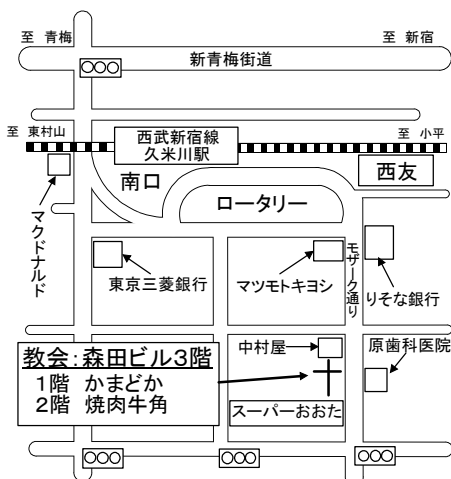 至 青梅
至 新宿
新青梅街道
至 東村山
西武新宿線
久米川駅
至 小平
西友
南口
ロータリー
マクドナルド
東京三菱銀行
マツモトキヨシ
モザーク通り
りそな銀行
中村屋
原歯科医院
教会:森田ビル3階
1階 かまどか
2階 焼肉牛角
スーパーおおた